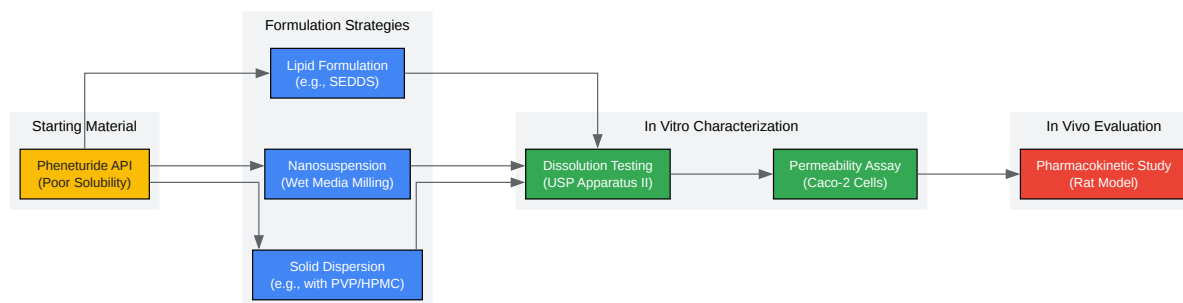 Formulation Strategies
Lipid Formulation
(e.g., SEDDS)
Starting Material
In Vitro Characterization
In Vivo Evaluation
Pheneturide API
(Poor Solubility)
Nanosuspension
(Wet Media Milling)
Dissolution Testing
(USP Apparatus II)
Permeability Assay
(Caco-2 Cells)
Pharmacokinetic Study
(Rat Model)
Solid Dispersion
(e.g., with PVP/HPMC)